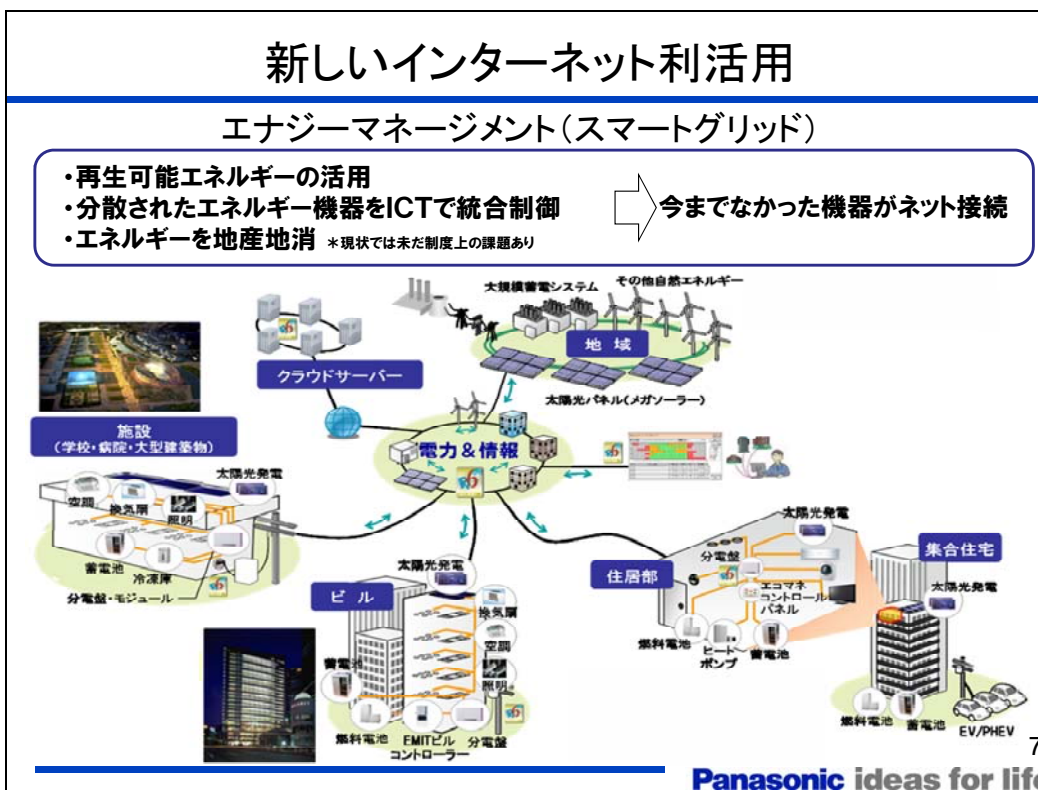 新しいインターネット利活用
エナジーマネージメント(スマートグリッド)
・再生可能エネルギーの活用
・分散されたエネルギー機器をICTで統合制御
・エネルギーを地産地消 *現状では未だ制度上の課題あり
今までなかった機器がネット接続
大規模蓄電システム
その他自然エネルギー
地 域
太陽光パネル(メガソーラー)
クラウドサーバー
電力&情報
施設
(学校・病院・大型建築物)
太陽光発電
空調
換気扇
照明
蓄電池
冷凍庫
分電盤・モジュール
ビ ル
太陽光発電
換気扇
空調
照明
蓄電池
燃料電池
EMITビル
コントローラー
分電盤
住居部
太陽光発電
分電盤
エコマネ
コントロール
パネル
燃料電池
ヒート
ポンプ
蓄電池
集合住宅
太陽光発電
燃料電池
蓄電池
EV/PHEV
7
Panasonic ideas for life